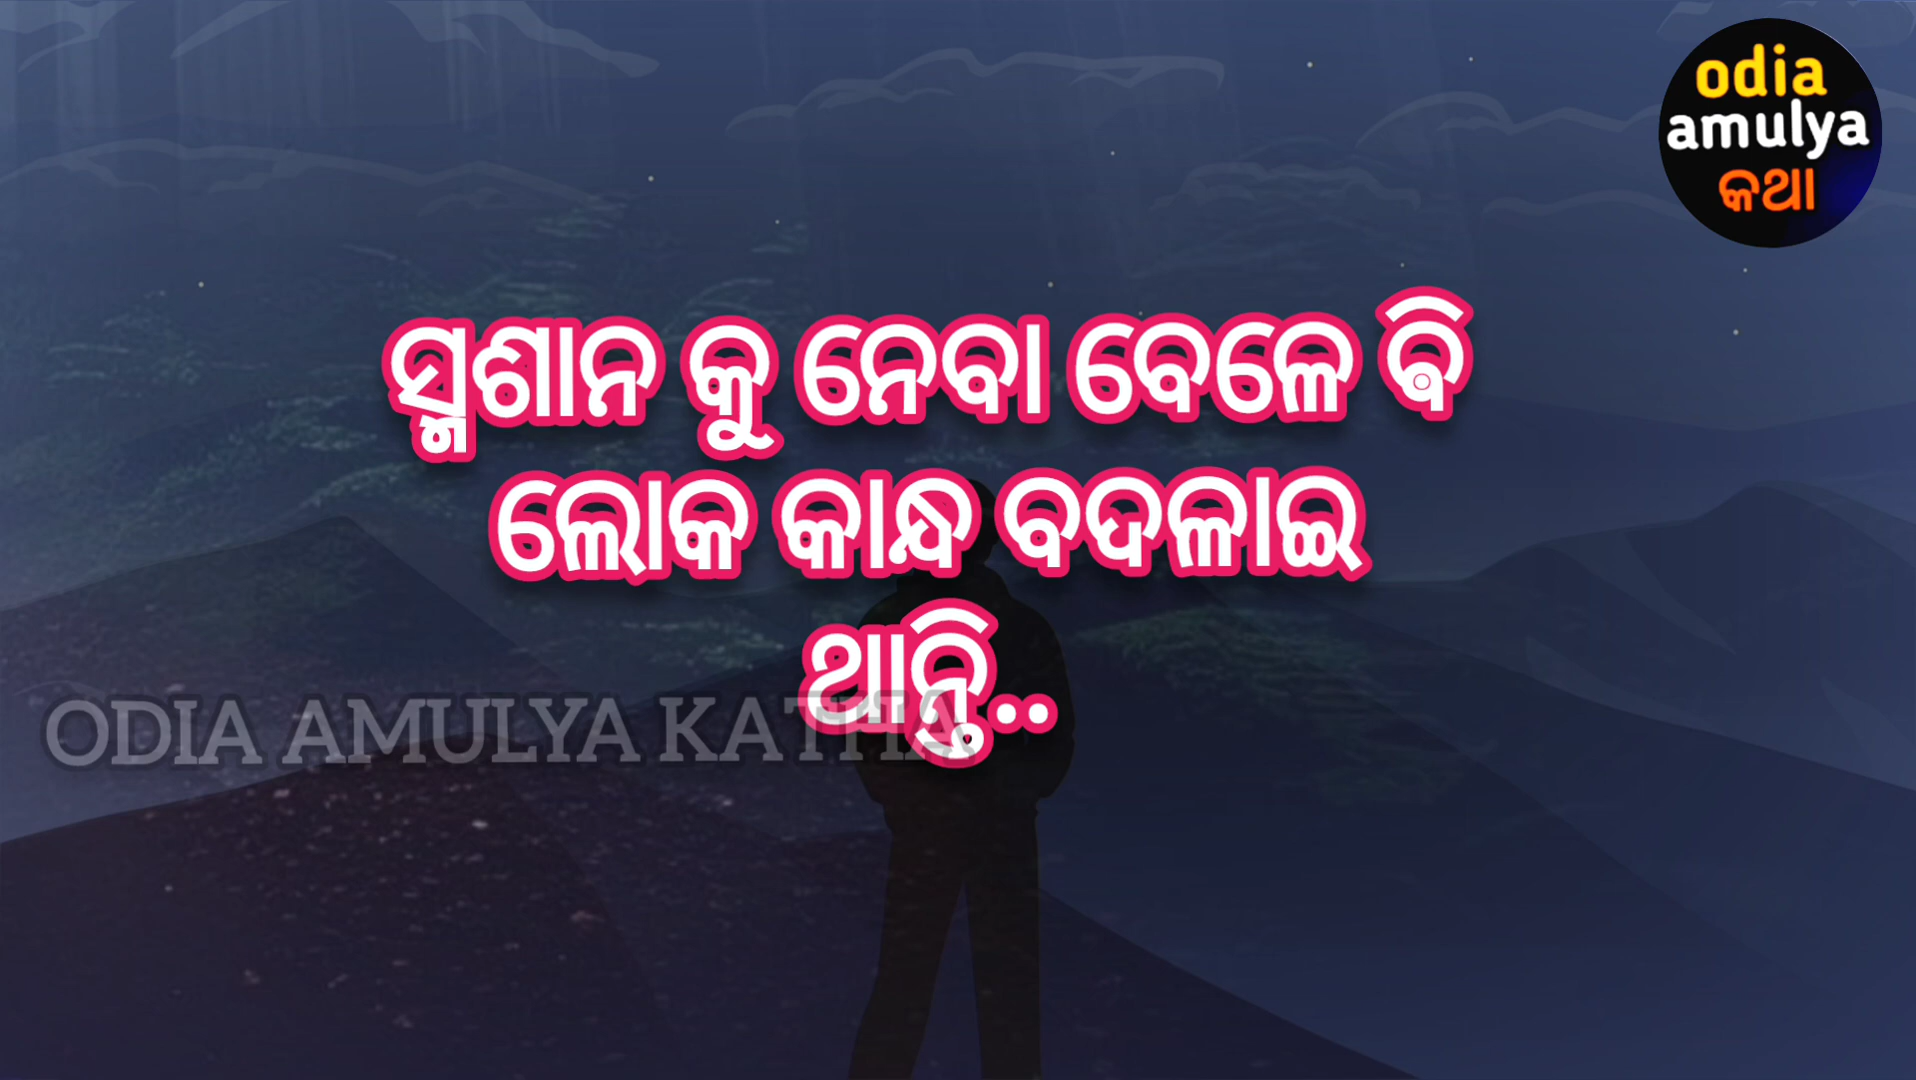 odia
amulya
କଥା
ସ୍ମଶାନ କୁ ନେବା ବେଳେ ବି
ଲୋକ କାନ୍ଧ ବଦଳାଇ
ଥାନ୍ତି..
ODIA AMULYA KATHA